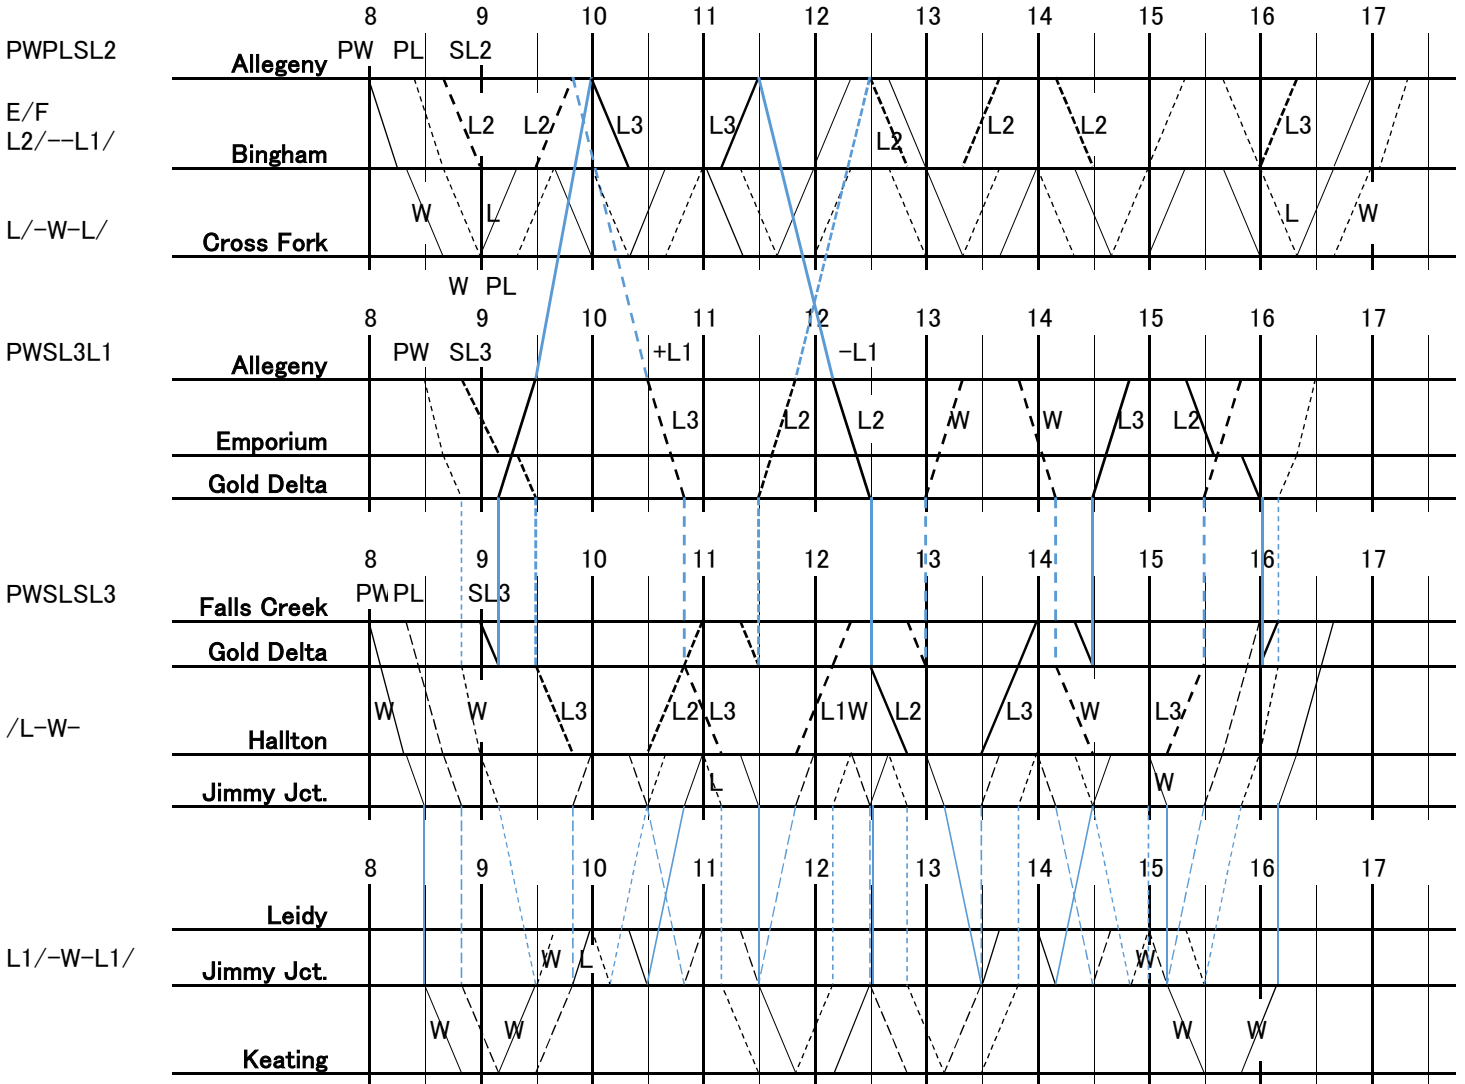 8 9 10 11 12 13 14 15 16 17
PWPLSL2 Allegeny PW PL SL2
E/F
L2/--L1/ Bingham L2 L2 L3 L3 L2 L2 L2 L3
L/-W-L/ Cross Fork W L L W
W PL
8 9 10 11 12 13 14 15 16 17
PWSL3L1 Allegeny PW SL3 +L1 -L1
Emporium L3 L2 L2 W W L3 L2
Gold Delta
8 9 10 11 12 13 14 15 16 17
PWSLSL3 Falls Creek PW PL SL3
Gold Delta
/L-W- Hallton W W L3 L2 L3 L1W L2 L3 W L3
Jimmy Jct. L W
8 9 10 11 12 13 14 15 16 17
Leidy
L1/-W-L1/ Jimmy Jct. W L W
Keating W W W W